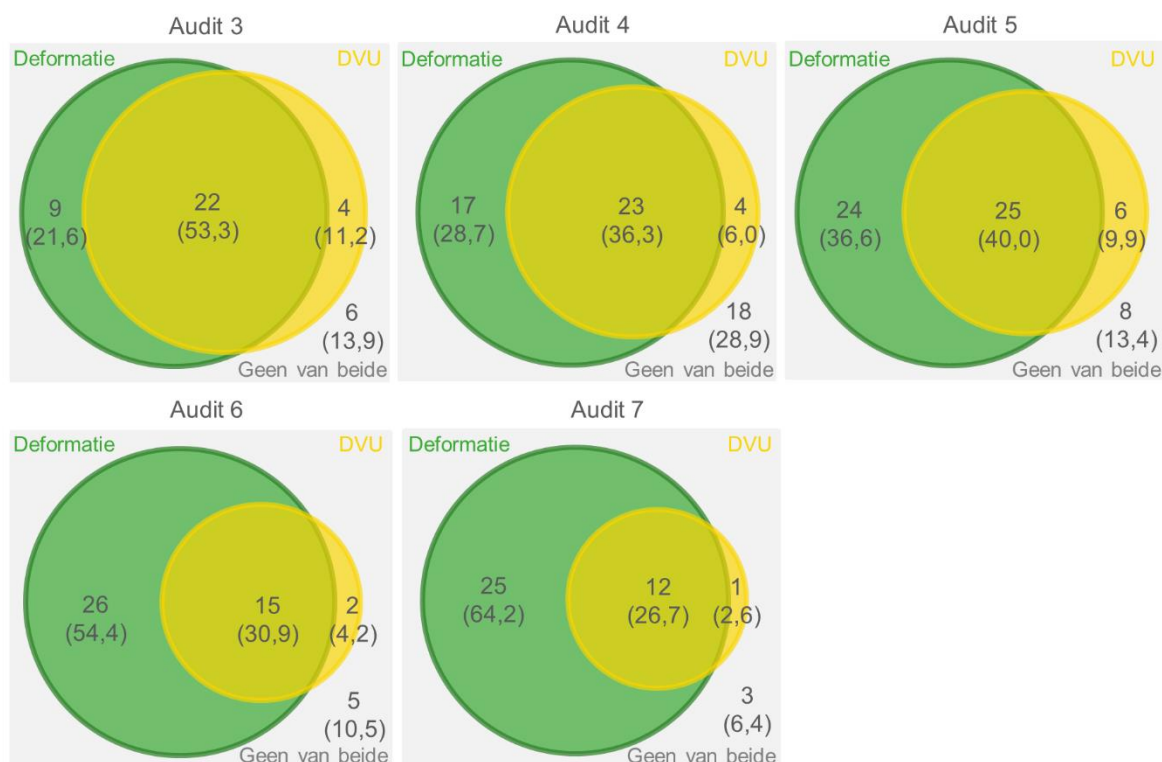 Audit 3
Deformatie
DVU
9
(21,6)
22
(53,3)
4
(11,2)
6
(13,9)
Geen van beide
Audit 4
Deformatie
DVU
17
(28,7)
23
(36,3)
4
(6,0)
18
(28,9)
Geen van beide
Audit 5
Deformatie
DVU
24
(36,6)
25
(40,0)
6
(9,9)
8
(13,4)
Geen van beide
Audit 6
Deformatie
DVU
26
(54,4)
15
(30,9)
2
(4,2)
5
(10,5)
Geen van beide
Audit 7
Deformatie
DVU
25
(64,2)
12
(26,7)
1
(2,6)
3
(6,4)
Geen van beide